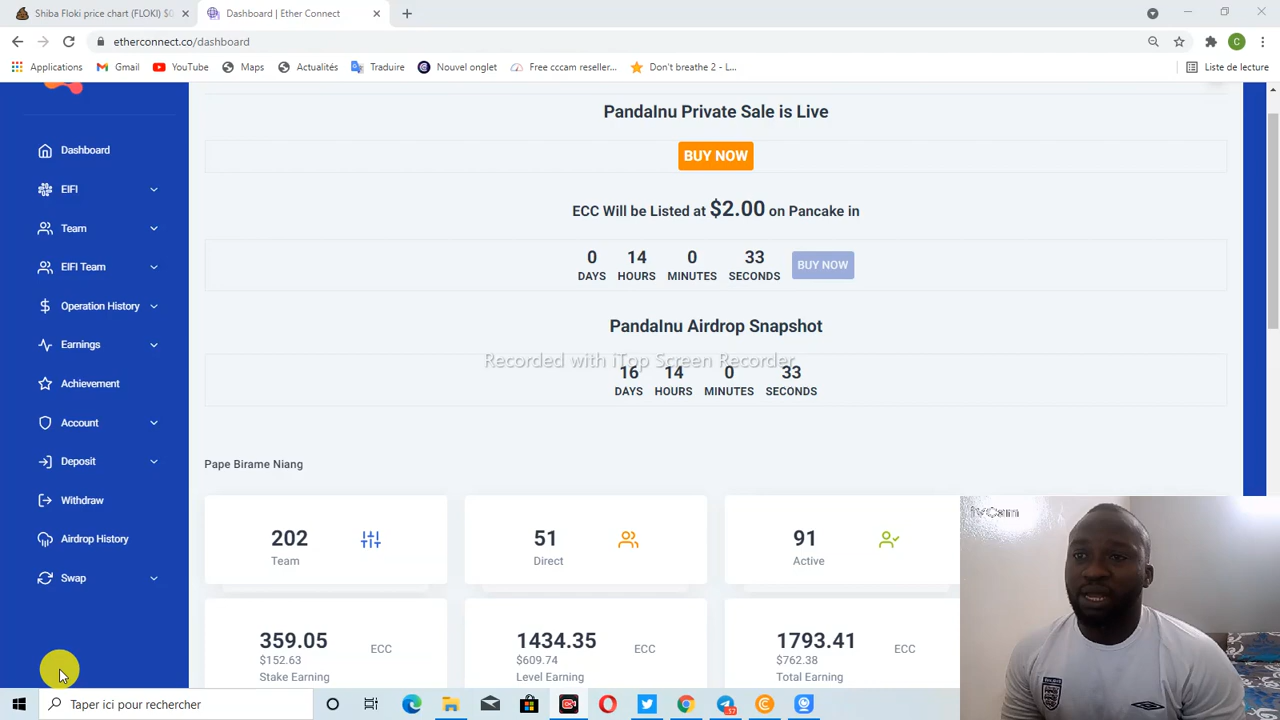 Shiba Floki price chart (FLOKI) $0
Dashboard | Ether Connect
etherconnect.co/dashboard
Applications
Gmail
YouTube
Maps
Actualités
Traduire
Nouvel onglet
Free cccam reseller...
Don't breathe 2 - L...
Liste de lecture
C
Dashboard
EIFI
Team
EIFI Team
Operation History
Earnings
Achievement
Account
Deposit
Withdraw
Airdrop History
Swap
PandaInu Private Sale is Live
BUY NOW
ECC Will be Listed at $2.00 on Pancake in
0 14 0 33
DAYS HOURS MINUTES SECONDS
BUY NOW
PandaInu Airdrop Snapshot
Recorded with iTop Screen Recorder
16 14 0 33
DAYS HOURS MINUTES SECONDS
Pape Birame Niang
202
Team
51
Direct
91
Active
359.05 ECC
$152.63
Stake Earning
1434.35 ECC
$609.74
Level Earning
1793.41 ECC
$762.38
Total Earning
iVCam
Taper ici pour rechercher